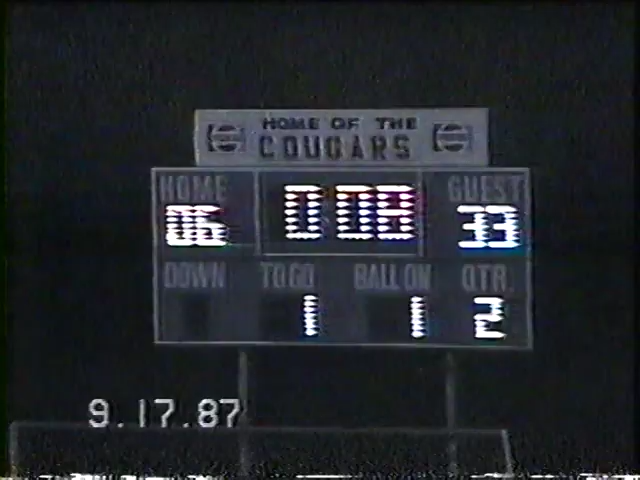 HOME OF THE
COUGARS
HOME GUEST
06 0:08 33
DOWN TO GO BALL ON QTR.
1 1 2
9.17.87